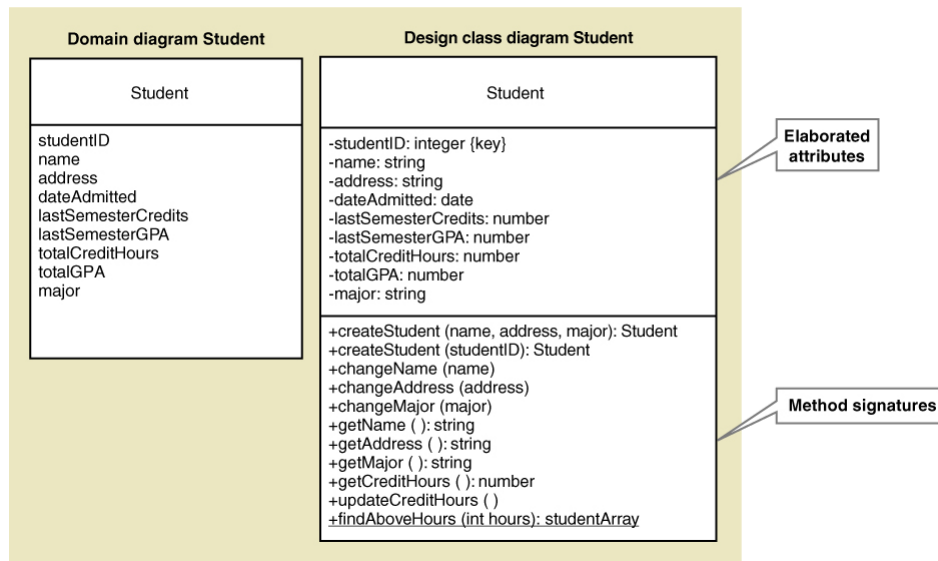 Domain diagram Student
Student
studentID
name
address
dateAdmitted
lastSemesterCredits
lastSemesterGPA
totalCreditHours
totalGPA
major
Design class diagram Student
Student
-studentID: integer {key}
-name: string
-address: string
-dateAdmitted: date
-lastSemesterCredits: number
-lastSemesterGPA: number
-totalCreditHours: number
-totalGPA: number
-major: string
+createStudent (name, address, major): Student
+createStudent (studentID): Student
+changeName (name)
+changeAddress (address)
+changeMajor (major)
+getName ( ): string
+getAddress ( ): string
+getMajor ( ): string
+getCreditHours ( ): number
+updateCreditHours ( )
+findAboveHours (int hours): studentArray
Elaborated
attributes
Method signatures